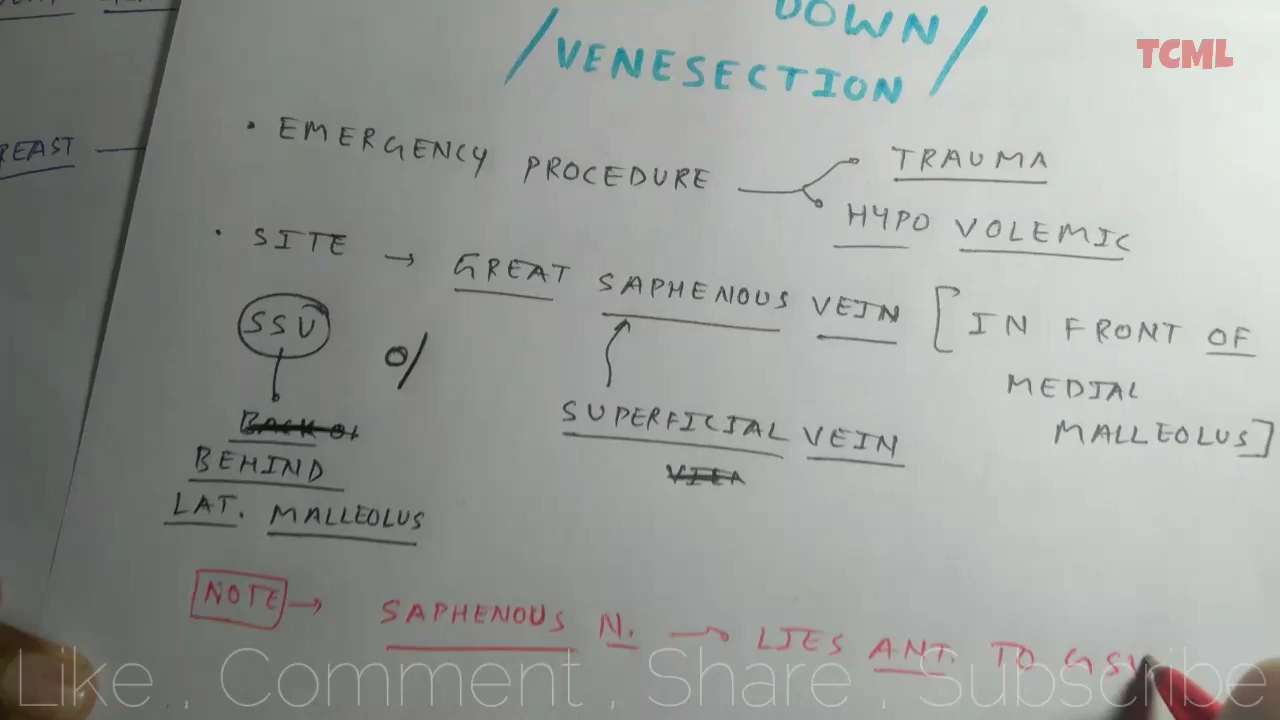 DOWN
/VENESECTION/
TCML
REAST
• EMERGENCY PROCEDURE
TRAUMA
HYPO VOLEMIC
• SITE → GREAT SAPHENOUS VEIN [IN FRONT OF
MEDIAL
MALLEOLUS]
SSV
SUPERFICIAL VEIN
BEHIND
LAT. MALLEOLUS
NOTE → SAPHENOUS N. → LIES ANT. TO GSV
Like , Comment , Share , Subscribe